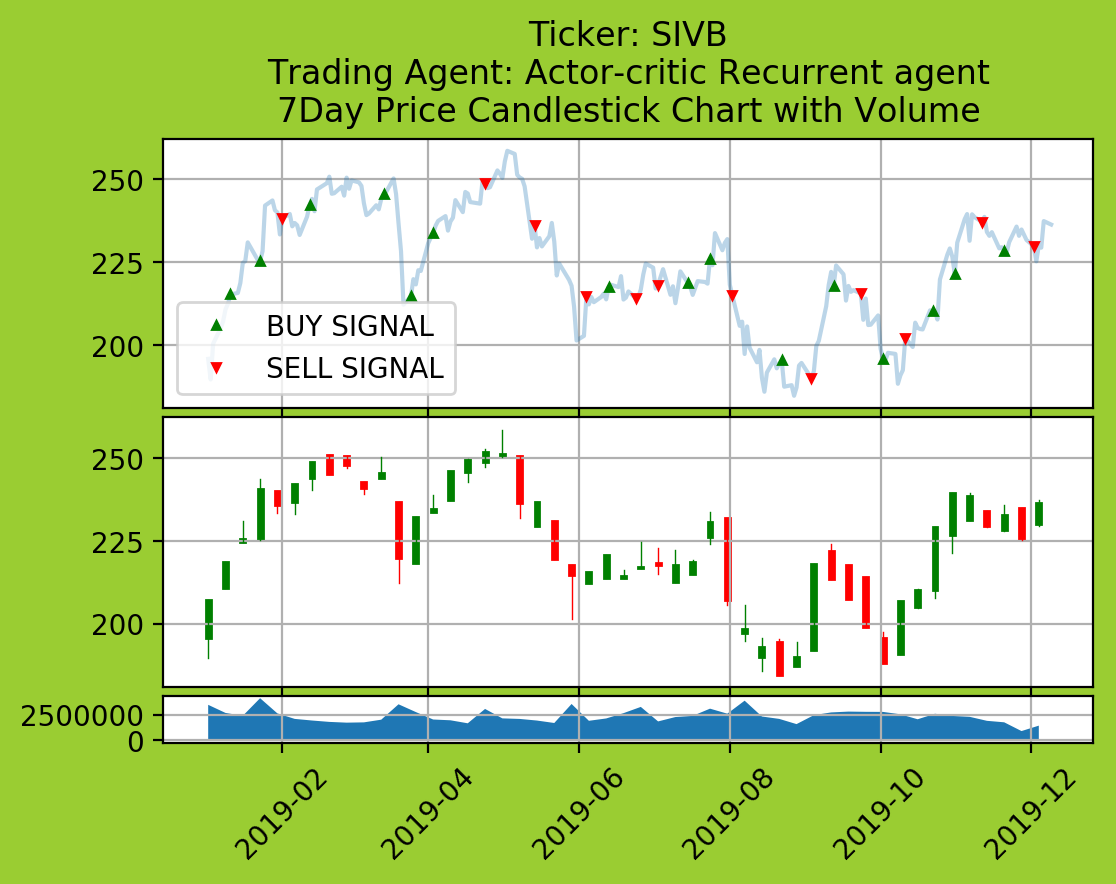 Ticker: SIVB
Trading Agent: Actor-critic Recurrent agent
7Day Price Candlestick Chart with Volume
250
225
200
BUY SIGNAL
SELL SIGNAL
250
225
200
2500000
0
2019-02
2019-04
2019-06
2019-08
2019-10
2019-12